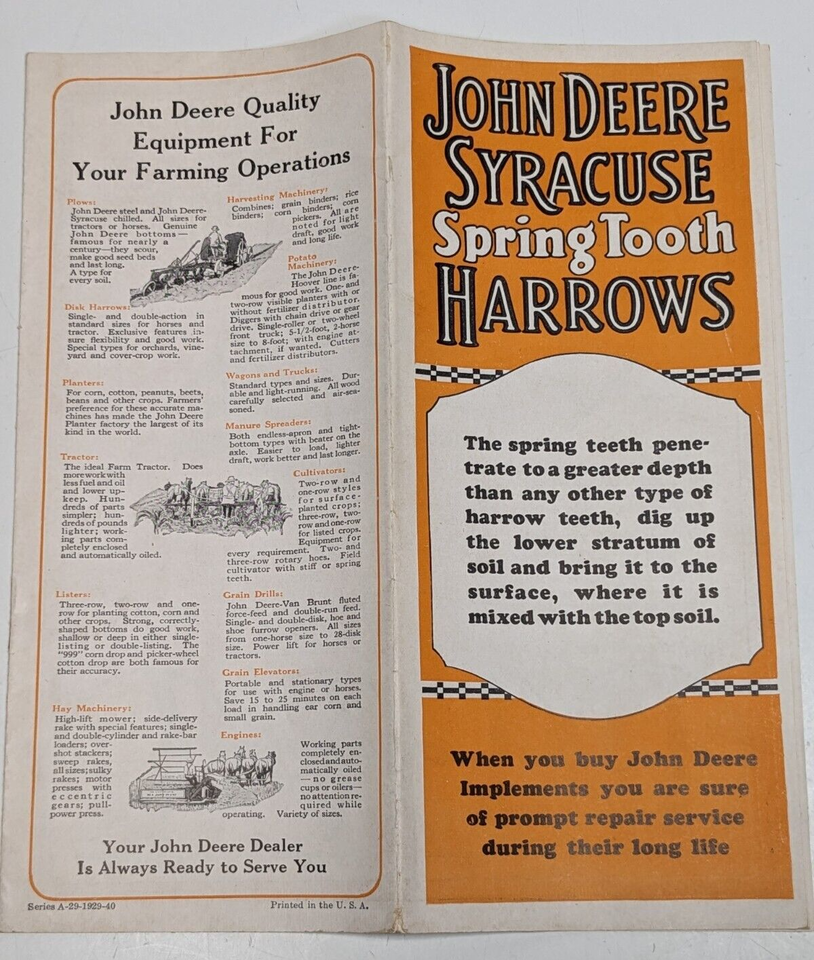 John Deere Quality
Equipment For
Your Farming Operations
Plows:
John Deere steel and John Deere-
Syracuse chilled. All sizes for
tractors or horses. Genuine
John Deere bottoms—
famous for nearly a
century—they scour,
make good seed beds
and last long.
A type for
every soil.
Disk Harrows:
Single- and double-action in
standard sizes for horses and
tractor. Exclusive features in-
sure flexibility and good work.
Special types for orchards, vine-
yard and cover-crop work.
Planters:
For corn, cotton, peanuts, beets,
beans and other crops. Farmers'
preference for these accurate ma-
chines has made the John Deere
Planter factory the largest of its
kind in the world.
Tractor:
The ideal Farm Tractor. Does
more work with
less fuel and oil
and lower up-
keep. Hun-
dreds of parts
simpler; hun-
dreds of pounds
lighter; work-
ing parts com-
pletely enclosed
and automatically oiled.
Listers:
Three-row, two-row and one-
row for planting cotton, corn and
other crops. Strong, correctly-
shaped bottoms do good work,
shallow or deep in either single-
listing or double-listing. The
"999" corn drop and picker-wheel
cotton drop are both famous for
their accuracy.
Hay Machinery:
High-lift mower; side-delivery
rake with special features; single-
and double-cylinder and rake-bar
loaders; over-
shot stackers;
sweep rakes,
all sizes; sulky
rakes; motor
presses with
eccentric
gears; pull-
power press.
Harvesting Machinery:
Combines; grain binders; rice
binders; corn binders; corn
pickers. All are
noted for light
draft, good work
and long life.
Potato
Machinery:
The John Deere-
Hoover line is fa-
mous for good work. One- and
two-row visible planters with or
without fertilizer distributor.
Diggers with chain drive or gear
drive. Single-roller or two-wheel
front truck; 5-1/2-foot, 2-horse
size to 8-foot; with engine at-
tachment, if wanted. Cutters
and fertilizer distributors.
Wagons and Trucks:
Standard types and sizes. Dur-
able and light-running. All wood
carefully selected and air-sea-
soned.
Manure Spreaders:
Both endless-apron and tight-
bottom types with beater on the
axle. Easier to load, lighter
draft, work better and last longer.
Cultivators:
Two-row and
one-row styles
for surface-
planted crops;
three-row, two-
row and one-row
for listed crops.
Equipment for
every requirement. Two- and
three-row rotary hoes. Field
cultivator with stiff or spring
teeth.
Grain Drills:
John Deere-Van Brunt fluted
force-feed and double-run feed.
Single- and double-disk, hoe and
shoe furrow openers. All sizes
from one-horse size to 28-disk
size. Power lift for horses or
tractors.
Grain Elevators:
Portable and stationary types
for use with engine or horses.
Save 15 to 25 minutes on each
load in handling ear corn and
small grain.
Engines:
Working parts
completely en-
closed and auto-
matically oiled
—no grease
cups or oilers—
no attention re-
quired while
operating. Variety of sizes.
Your John Deere Dealer
Is Always Ready to Serve You
Series A-29-1929-40
Printed in the U. S. A.
JOHN DEERE
SYRACUSE
Spring Tooth
HARROWS
The spring teeth pene-
trate to a greater depth
than any other type of
harrow teeth, dig up
the lower stratum of
soil and bring it to the
surface, where it is
mixed with the top soil.
When you buy John Deere
Implements you are sure
of prompt repair service
during their long life